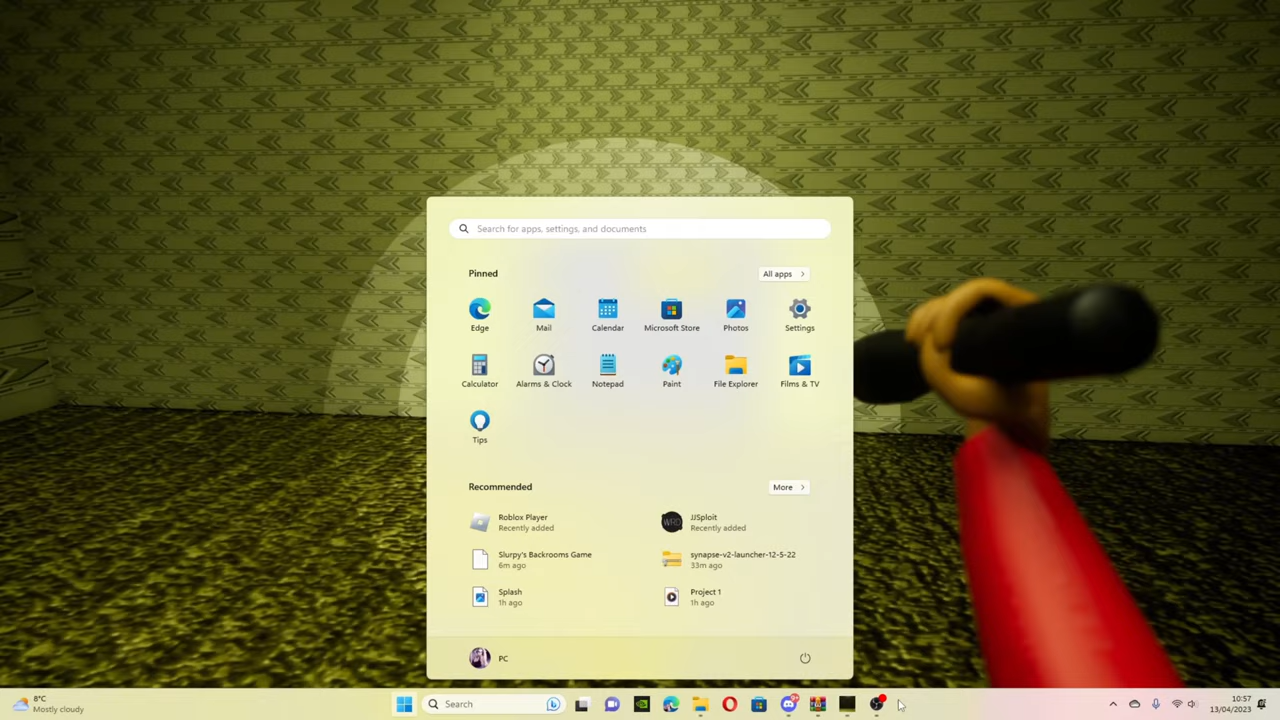 Search for apps, settings, and documents
Pinned
All apps
Edge
Mail
Calendar
Microsoft Store
Photos
Settings
Calculator
Alarms & Clock
Notepad
Paint
File Explorer
Films & TV
Tips
Recommended
More
Roblox Player
Recently added
JJSploit
Recently added
Slurpy's Backrooms Game
6m ago
synapse-v2-launcher-12-5-22
33m ago
Splash
1h ago
Project 1
1h ago
PC
8°C
Mostly cloudy
Search
9+
10:57
13/04/2023